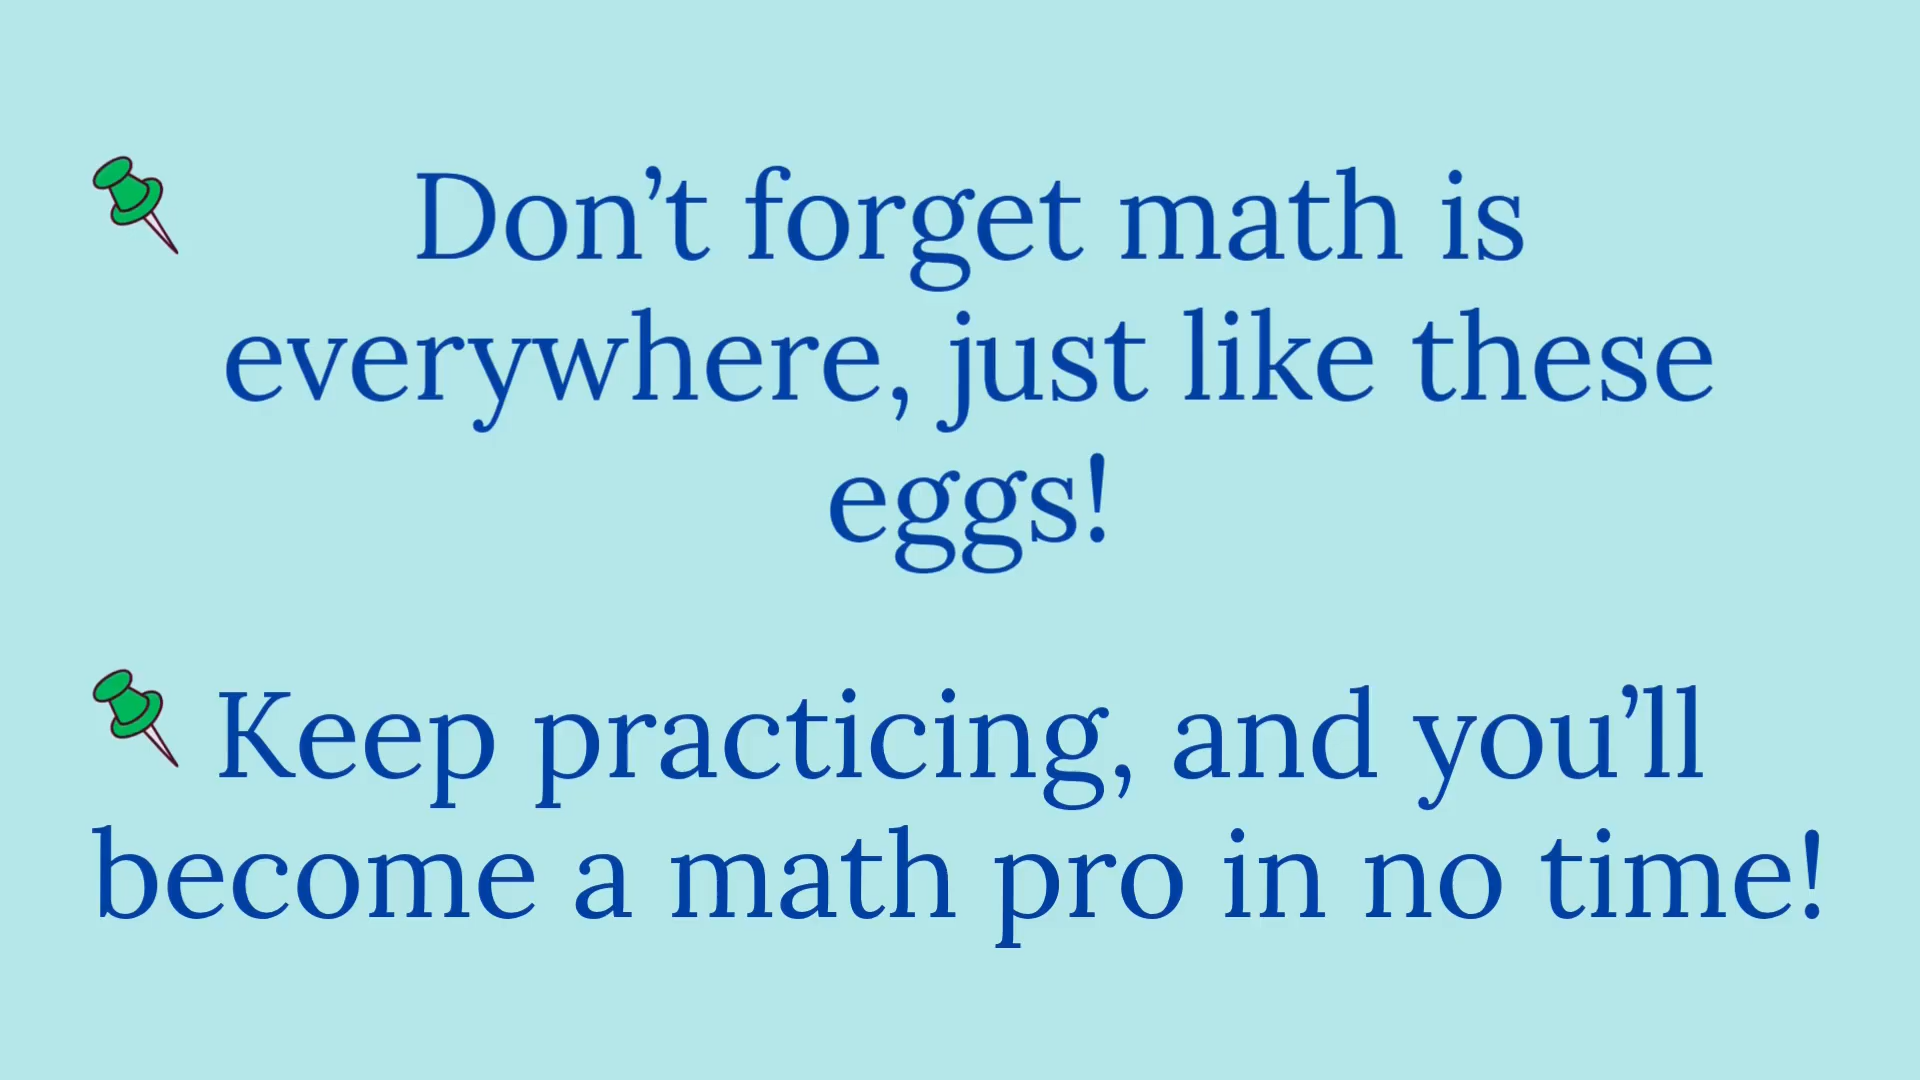 Don’t forget math is
everywhere, just like these
eggs!
Keep practicing, and you’ll
become a math pro in no time!